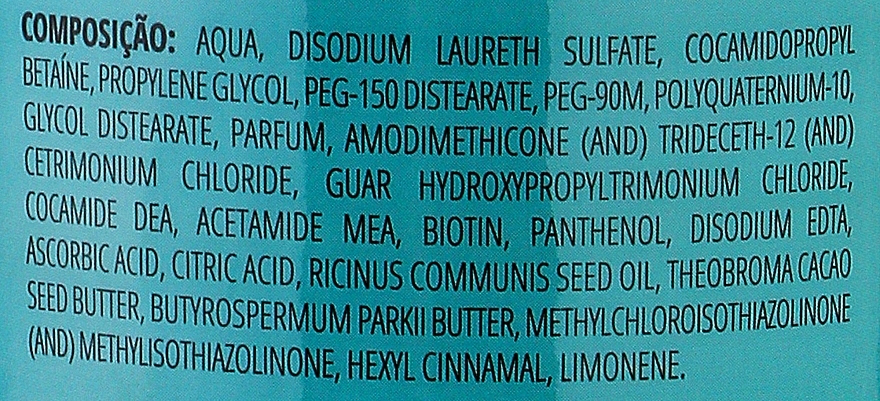 COMPOSIÇÃO: AQUA, DISODIUM LAURETH SULFATE, COCAMIDOPROPYL
BETAÍNE, PROPYLENE GLYCOL, PEG-150 DISTEARATE, PEG-90M, POLYQUATERNIUM-10,
GLYCOL DISTEARATE, PARFUM, AMODIMETHICONE (AND) TRIDECETH-12 (AND)
CETRIMONIUM CHLORIDE, GUAR HYDROXYPROPYLTRIMONIUM CHLORIDE,
COCAMIDE DEA, ACETAMIDE MEA, BIOTIN, PANTHENOL, DISODIUM EDTA,
ASCORBIC ACID, CITRIC ACID, RICINUS COMMUNIS SEED OIL, THEOBROMA CACAO
SEED BUTTER, BUTYROSPERMUM PARKII BUTTER, METHYLCHLOROISOTHIAZOLINONE
(AND) METHYLISOTHIAZOLINONE, HEXYL CINNAMAL, LIMONENE.